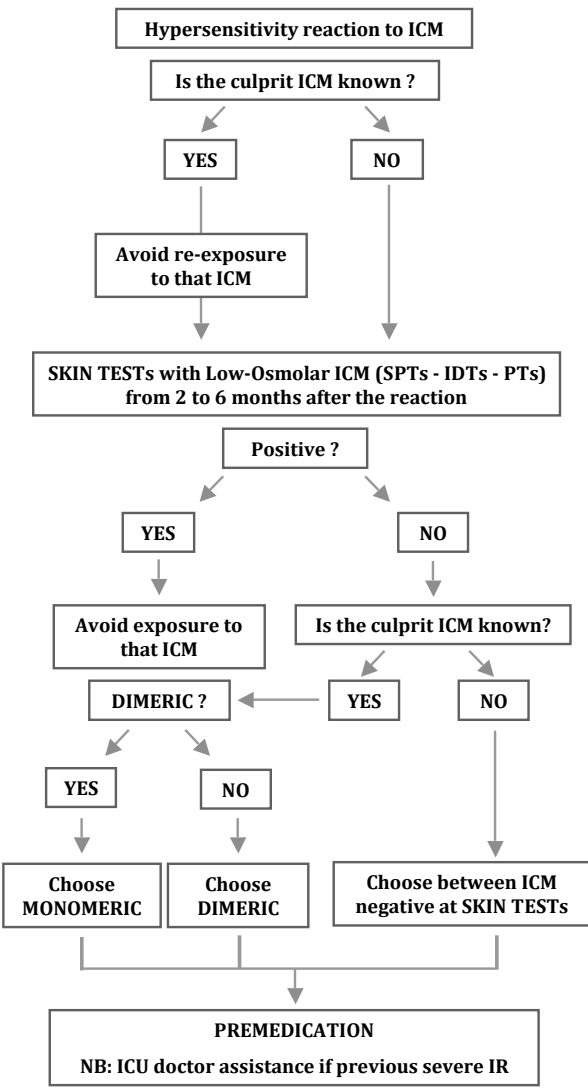 Hypersensitivity reaction to ICM
Is the culprit ICM known ?
YES
NO
Avoid re-exposure
to that ICM
SKIN TESTs with Low-Osmolar ICM (SPTs - IDTs - PTs)
from 2 to 6 months after the reaction
Positive ?
YES
NO
Avoid exposure to
that ICM
Is the culprit ICM known?
DIMERIC ?
YES
NO
YES
NO
Choose
MONOMERIC
Choose
DIMERIC
Choose between ICM
negative at SKIN TESTs
PREMEDICATION
NB: ICU doctor assistance if previous severe IR